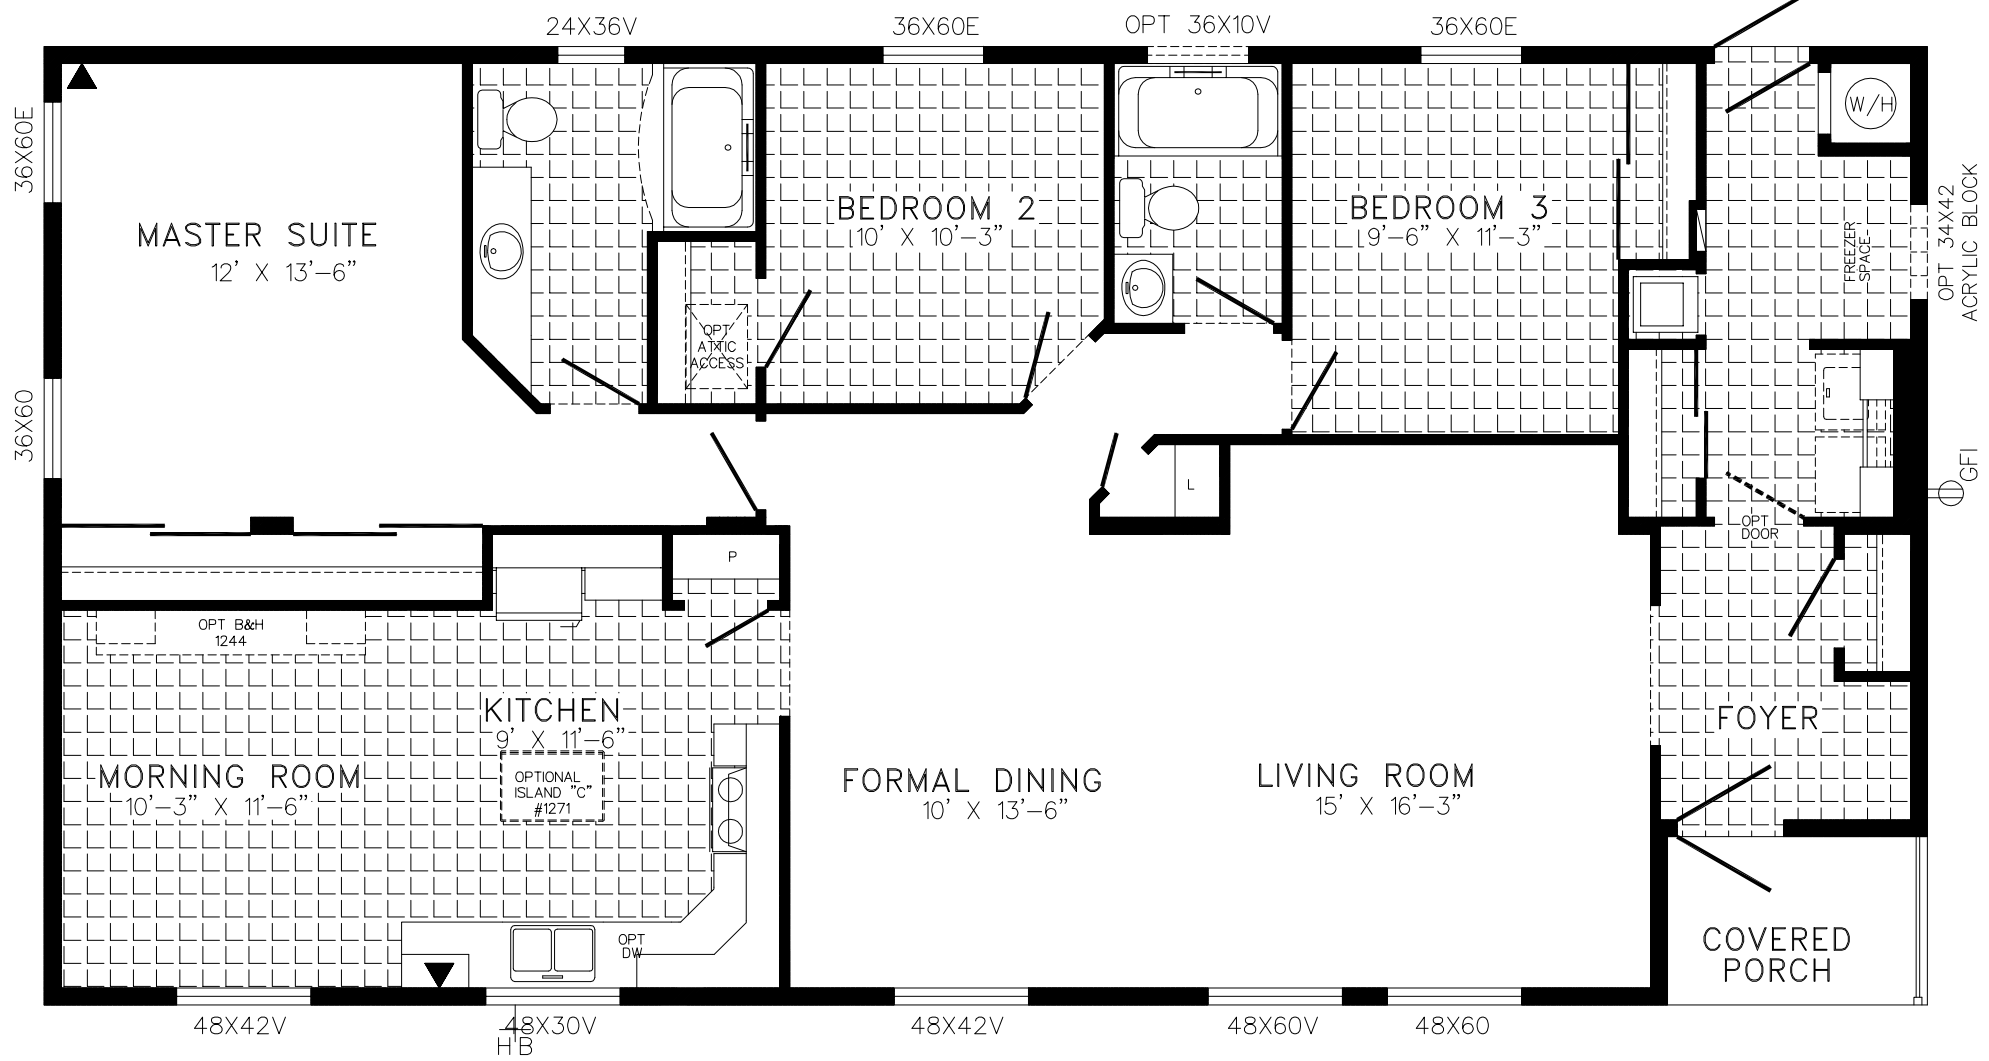 24X36V
36X60E
OPT 36X10V
36X60E
36X60E
W/H
MASTER SUITE
12' X 13'-6"
BEDROOM 2
10' X 10'-3"
BEDROOM 3
9'-6" X 11'-3"
FREEZER
SPACE
OPT 34X42
ACRYLIC BLOCK
OPT
ATTIC
ACCESS
36X60
GFI
L
OPT
DOOR
P
OPT B&H
1244
KITCHEN
9' X 11'-6"
FOYER
MORNING ROOM
10'-3" X 11'-6"
OPTIONAL
ISLAND "C"
#1271
FORMAL DINING
10' X 13'-6"
LIVING ROOM
15' X 16'-3"
OPT
DW
COVERED
PORCH
48X42V
48X30V
48X42V
48X60V
48X60
HB